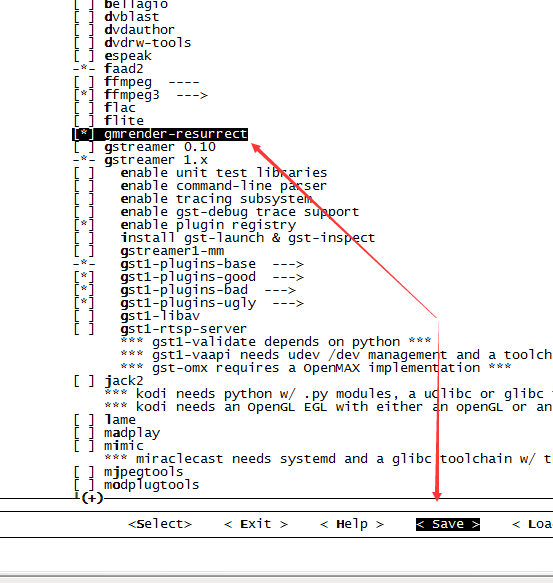 [ ] bellagio
[ ] dvblast
[ ] dvdauthor
[ ] dvdrw-tools
[ ] espeak
-*- faad2
[ ] ffmpeg  ----
[*] ffmpeg3  --->
[ ] flac
[ ] flite
[*] gmrender-resurrect
[ ] gstreamer 0.10
-*- gstreamer 1.x
[ ]   enable unit test libraries
[ ]   enable command-line parser
[ ]   enable tracing subsystem
[ ]   enable gst-debug trace support
[*]   enable plugin registry
[ ]   install gst-launch & gst-inspect
[ ]   gstreamer1-mm
-*-   gst1-plugins-base  --->
[*]   gst1-plugins-good  --->
[*]   gst1-plugins-bad  --->
[*]   gst1-plugins-ugly  --->
[ ]   gst1-libav
[ ]   gst1-rtsp-server
*** gst1-validate depends on python ***
*** gst1-vaapi needs udev /dev management and a toolch
*** gst-omx requires a OpenMAX implementation ***
[ ] jack2
*** kodi needs python w/ .py modules, a uClibc or glibc
*** kodi needs an OpenGL EGL with either an openGL or an
[ ] lame
[ ] madplay
[ ] mimic
*** miraclecast needs systemd and a glibc toolchain w/ t
[ ] mjpegtools
[ ] modplugtools
(+)
<Select>    < Exit >    < Help >    < Save >    < Loa